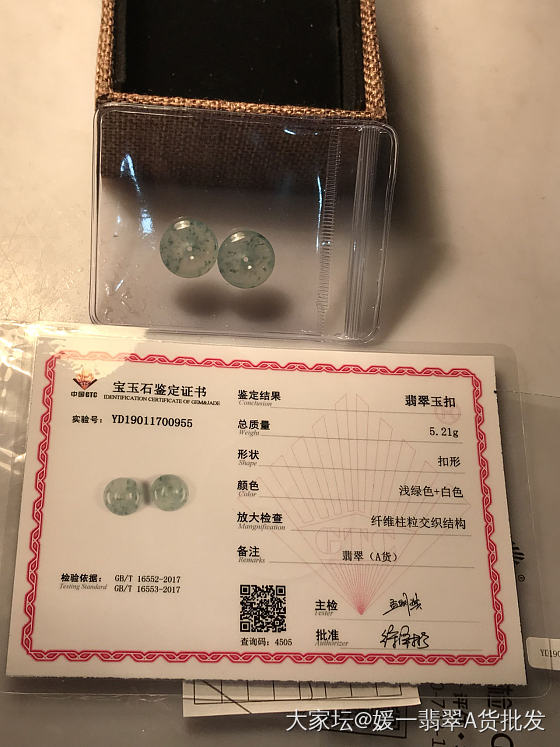 中国GTC
宝玉石鉴定证书
IDENTIFICATION CERTIFICATE OF GEM&JADE
实验号: YD19011700955
检验依据: GB/T 16552-2017
Testing Standard GB/T 16553-2017
鉴定结果 翡翠玉扣
Conclusion
总质量 5.21g
Weight
形状 扣形
Shape
颜色 浅绿色+白色
Color
放大检查 纤维柱粒交织结构
Mangnification
备注 翡翠（A货）
Remarks
主检
Tester
批准
Authorizer
查询码: 4505
YD190
大家坛@媛一翡翠A货批发